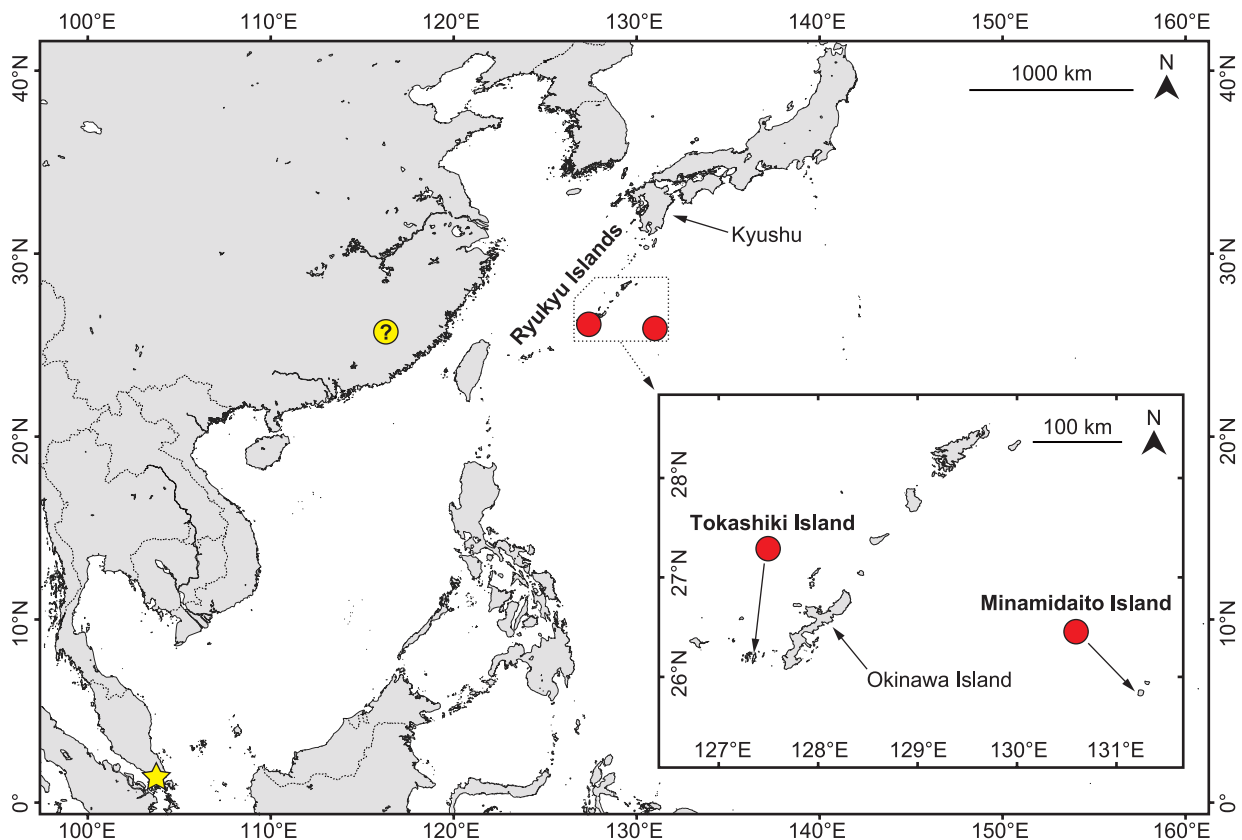 100°E 110°E 120°E 130°E 140°E 150°E 160°E
40°N 40°N
1000 km
N
Kyushu
30°N 30°N
Ryukyu Islands
?
20°N 20°N
100 km
N
28°N
Tokashiki Island
27°N
Minamidaito Island
10°N 10°N
Okinawa Island
26°N
127°E 128°E 129°E 130°E 131°E
0° 0°
100°E 110°E 120°E 130°E 140°E 150°E 160°E